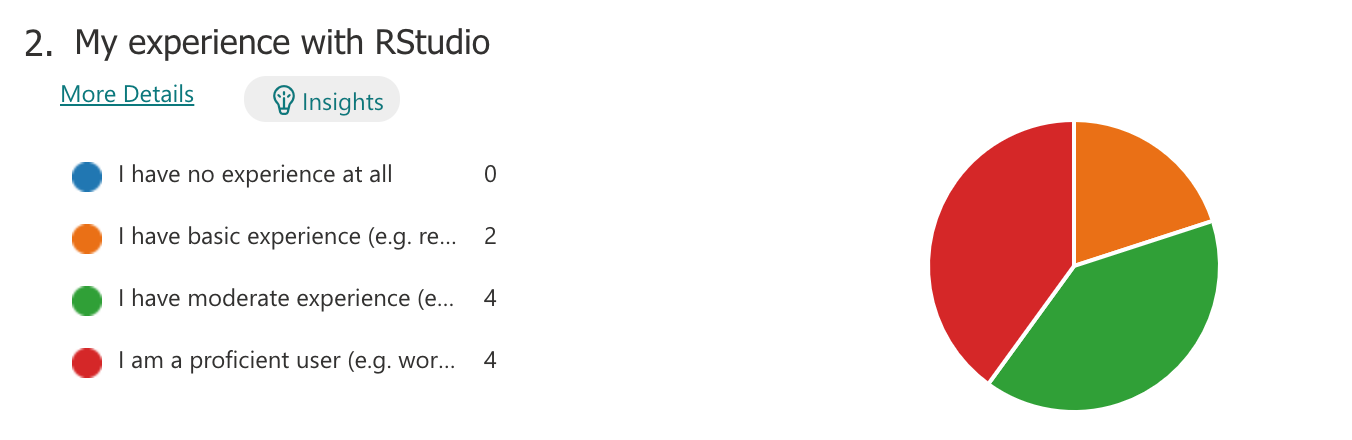 2. My experience with RStudio
More Details Insights
I have no experience at all 0
I have basic experience (e.g. re... 2
I have moderate experience (e... 4
I am a proficient user (e.g. wor... 4